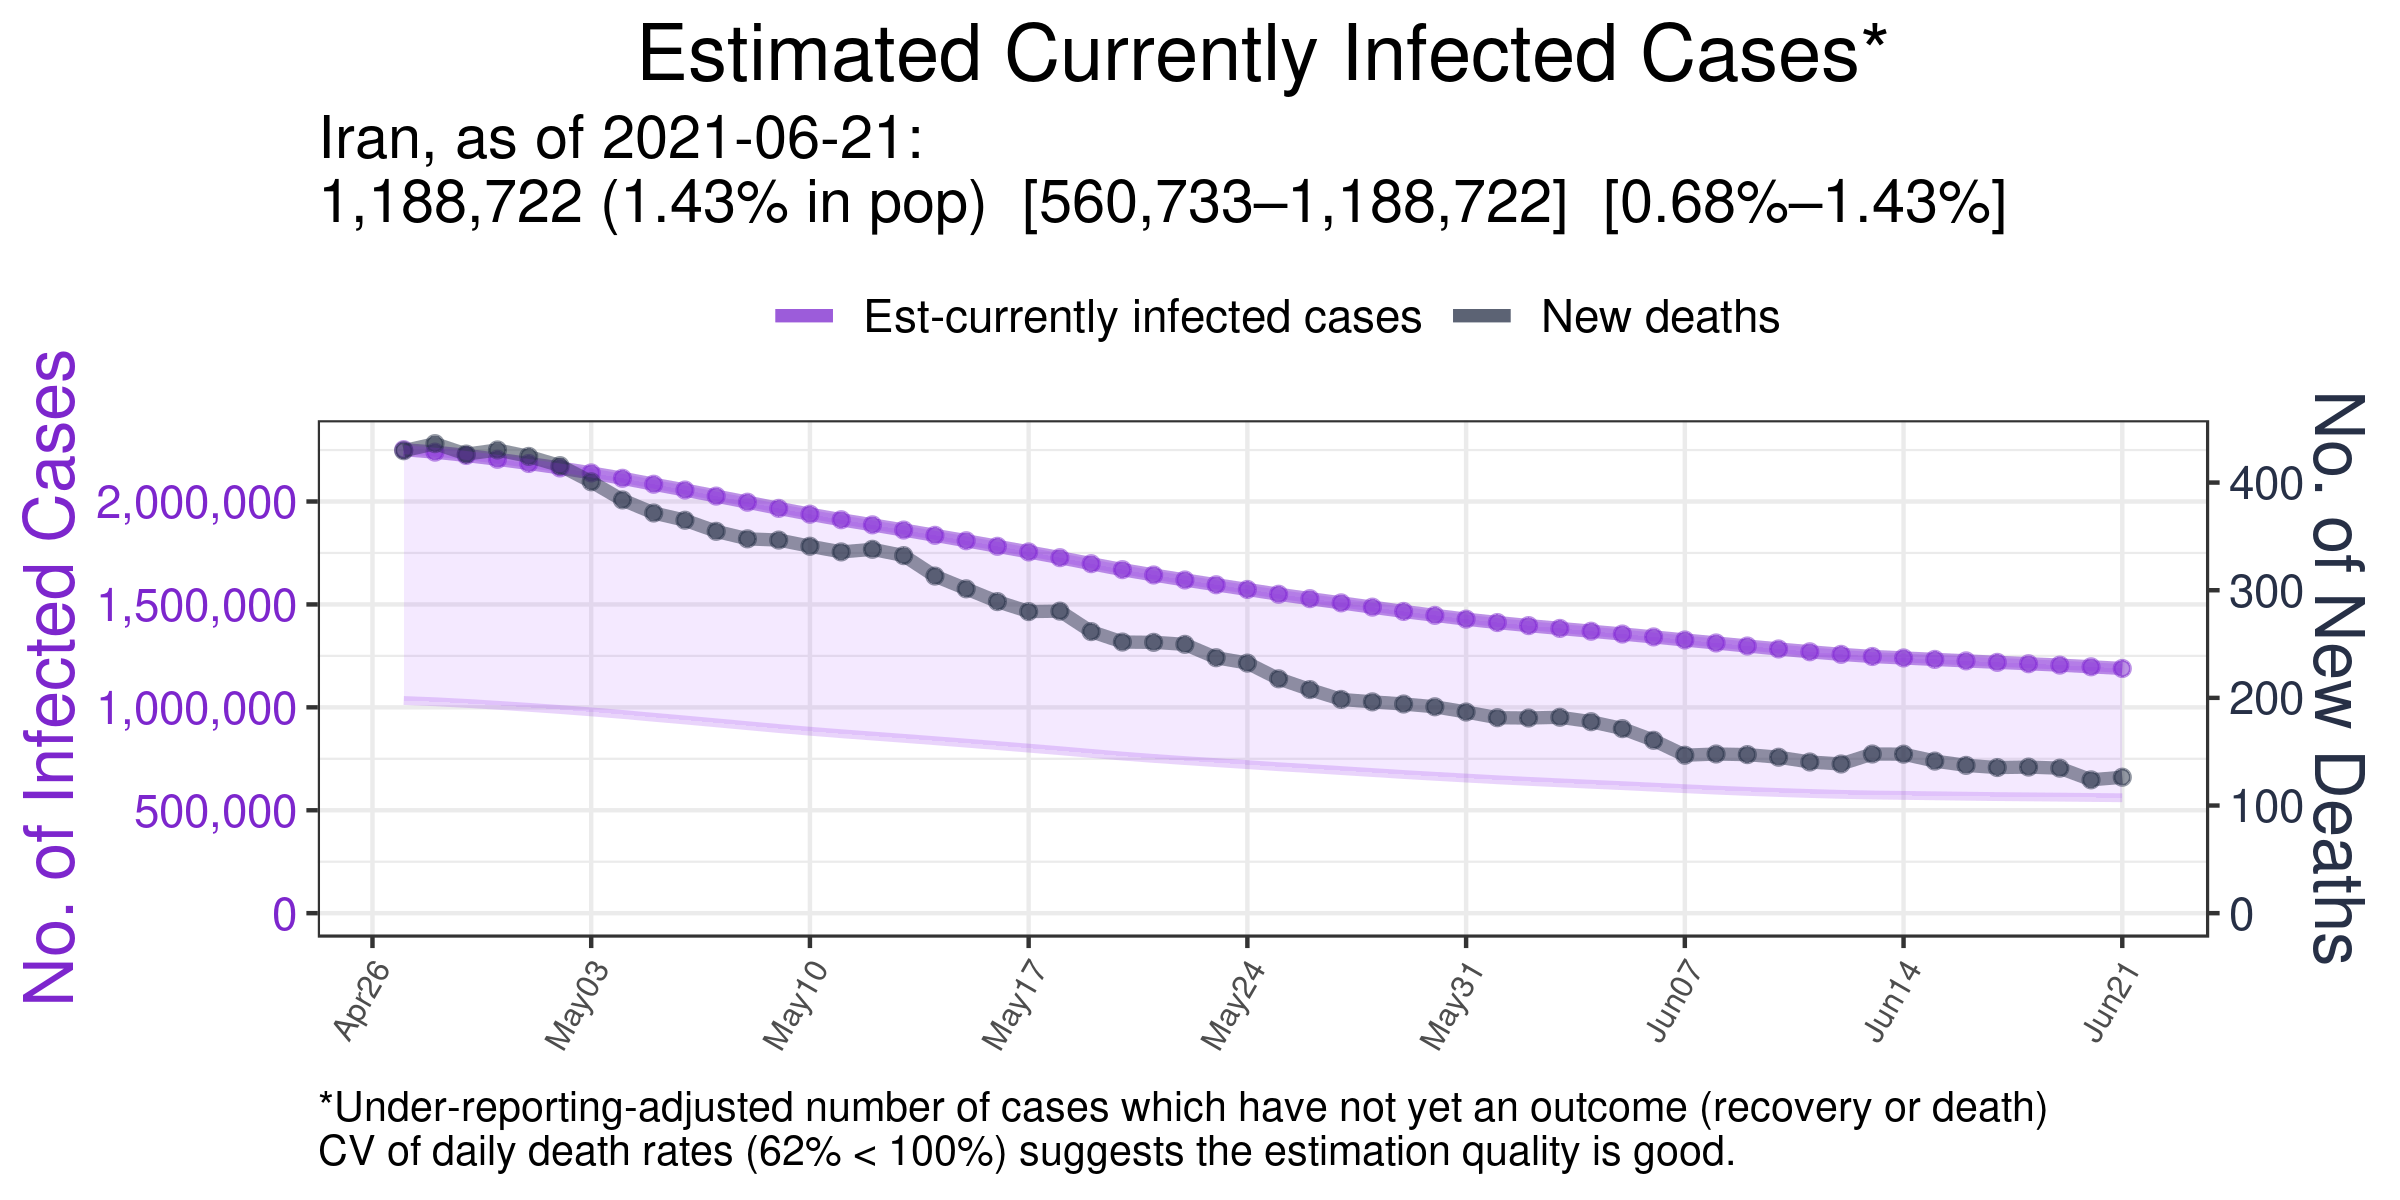 Estimated Currently Infected Cases*
Iran, as of 2021-06-21:
1,188,722 (1.43% in pop)  [560,733–1,188,722]  [0.68%–1.43%]
Est-currently infected cases
New deaths
No. of Infected Cases
2,000,000
1,500,000
1,000,000
500,000
0
400
300
200
100
0
No. of New Deaths
Apr26
May03
May10
May17
May24
May31
Jun07
Jun14
Jun21
*Under-reporting-adjusted number of cases which have not yet an outcome (recovery or death)
CV of daily death rates (62% < 100%) suggests the estimation quality is good.